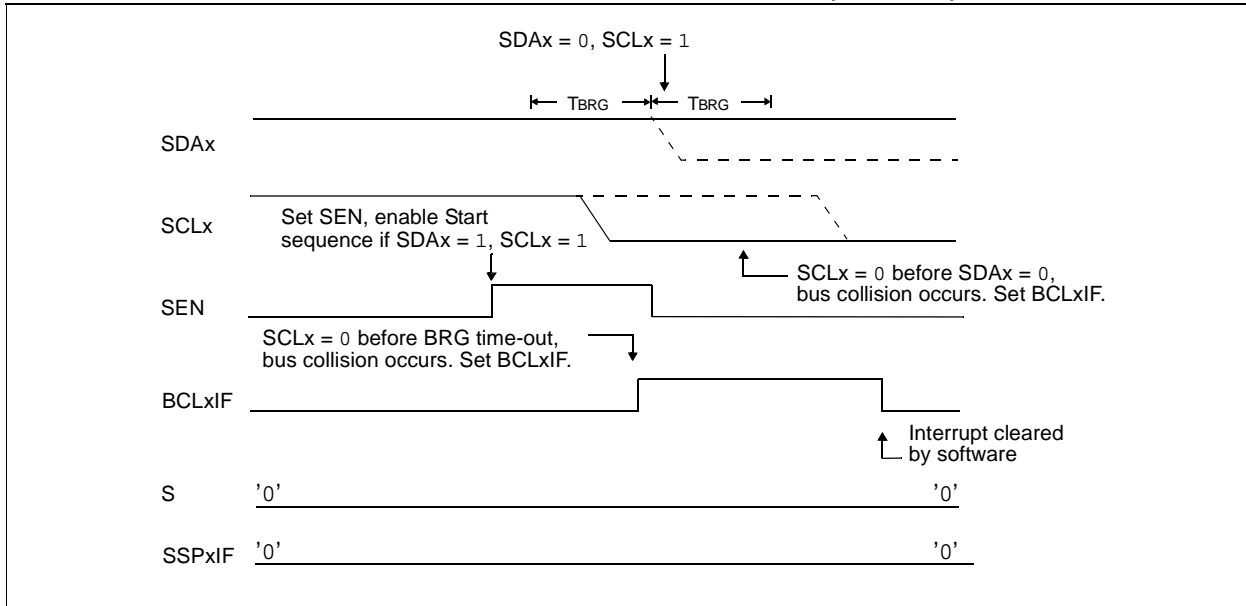 SDAx = 0, SCLx = 1
TBRG TBRG
SDAx
SCLx
Set SEN, enable Start
sequence if SDAx = 1, SCLx = 1
SCLx = 0 before SDAx = 0,
bus collision occurs. Set BCLxIF.
SEN
SCLx = 0 before BRG time-out,
bus collision occurs. Set BCLxIF.
BCLxIF
Interrupt cleared
by software
S '0' '0'
SSPxIF '0' '0'